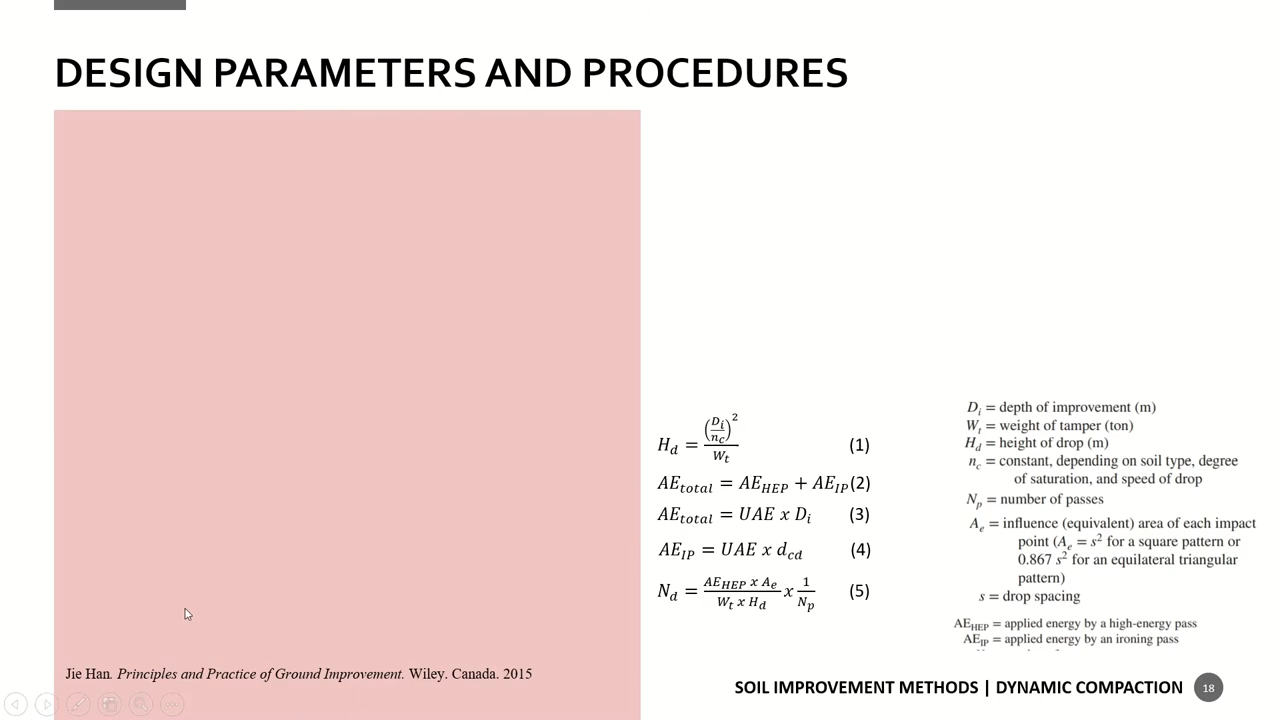 DESIGN PARAMETERS AND PROCEDURES
H_d = (D_i/n_c)^2 / W_t (1)
AE_total = AE_HEP + AE_IP (2)
AE_total = UAE x D_i (3)
AE_IP = UAE x d_cd (4)
N_d = (AE_HEP x A_e) / (W_t x H_d) x 1/N_p (5)
D_i = depth of improvement (m)
W_t = weight of tamper (ton)
H_d = height of drop (m)
n_c = constant, depending on soil type, degree
of saturation, and speed of drop
N_p = number of passes
A_e = influence (equivalent) area of each impact
point (A_e = s^2 for a square pattern or
0.867 s^2 for an equilateral triangular
pattern)
s = drop spacing
AE_HEP = applied energy by a high-energy pass
AE_IP = applied energy by an ironing pass
Jie Han. Principles and Practice of Ground Improvement. Wiley. Canada. 2015
SOIL IMPROVEMENT METHODS | DYNAMIC COMPACTION 18